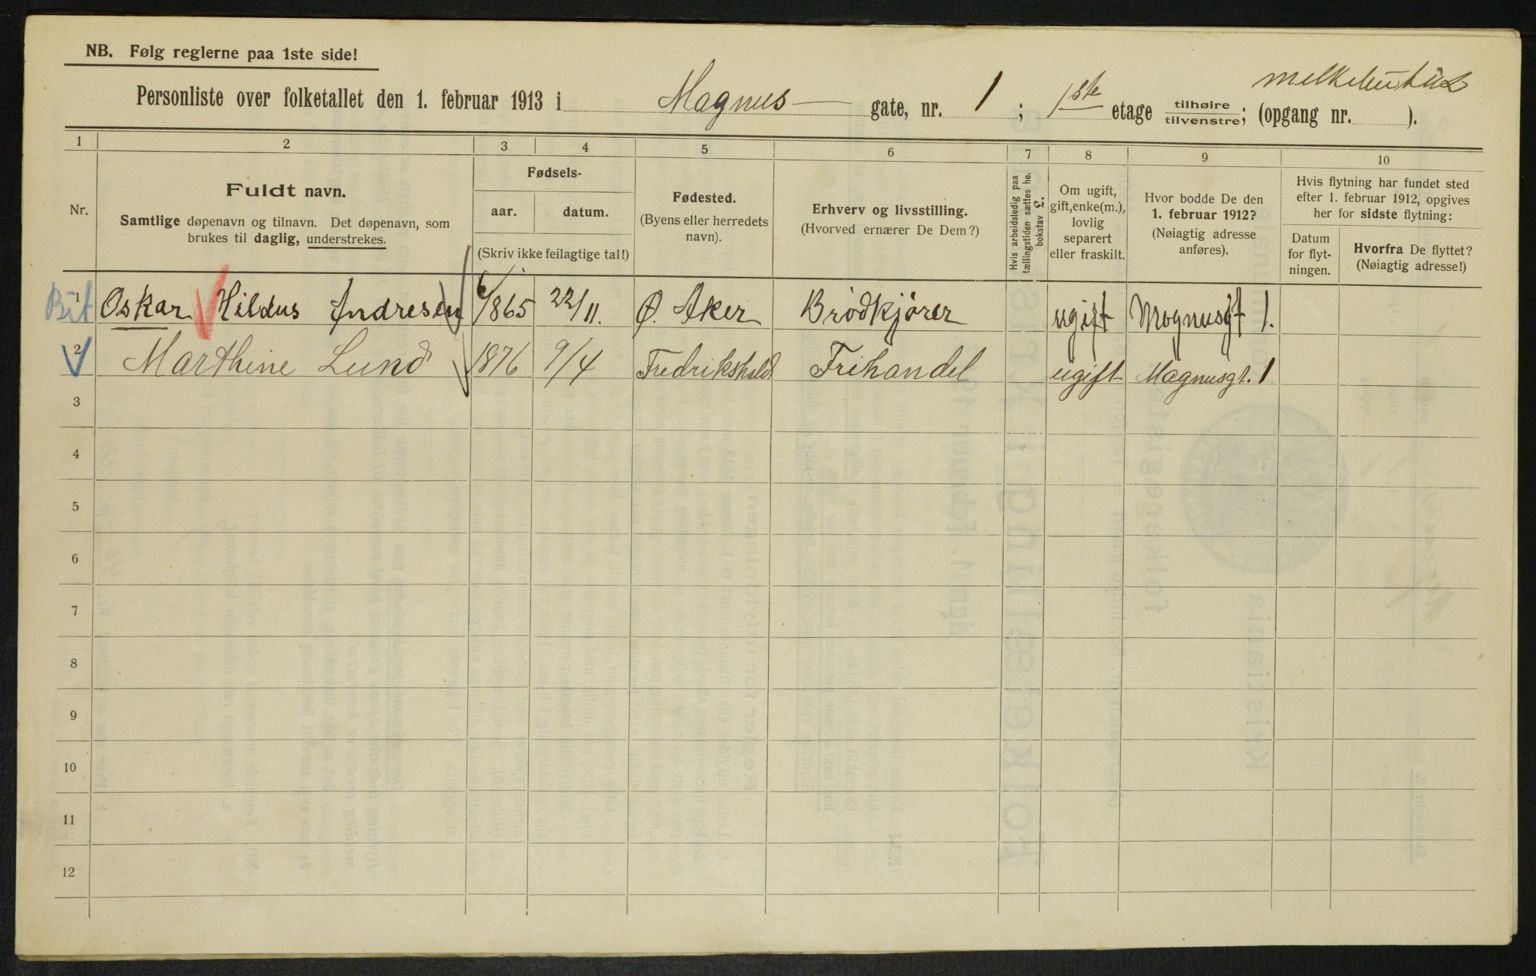 NB. Følg reglerne paa 1ste side!
Personliste over folketallet den 1. februar 1913 i Magnus gate, nr. 1 ; 1ste etage tilhøire / tilvenstre; (opgang nr. ).
1 2 3 4 5 6 7 8 9 10
Nr.
Fuldt navn.
Samtlige døpenavn og tilnavn. Det døpenavn, som
brukes til daglig, understrekes.
Fødsels-
aar. datum.
(Skriv ikke feilagtige tal!)
Fødested.
(Byens eller herredets
navn).
Erhverv og livsstilling.
(Hvorved ernærer De Dem?)
Hvis arbeidsledig paa
tællingstiden sættes he.
bokstav
Om ugift,
gift, enke(m.),
lovlig
separert
eller fraskilt.
Hvor bodde De den
1. februar 1912?
(Nøiagtig adresse
anføres).
Hvis flytning har fundet sted
efter 1. februar 1912, opgives
her for sidste flytning:
Datum
for flyt-
ningen.
Hvorfra De flyttet?
(Nøiagtig adresse!)
1 Oskar Hildus Andresen 1865 22/11. Ø. Aker Brödkjörer ugift Magnusgt 1.
2 Marthine Lund 1876 9/4 Fredrikshald Frihandel ugift Magnusgt. 1
3
4
5
6
7
8
9
10
11
12